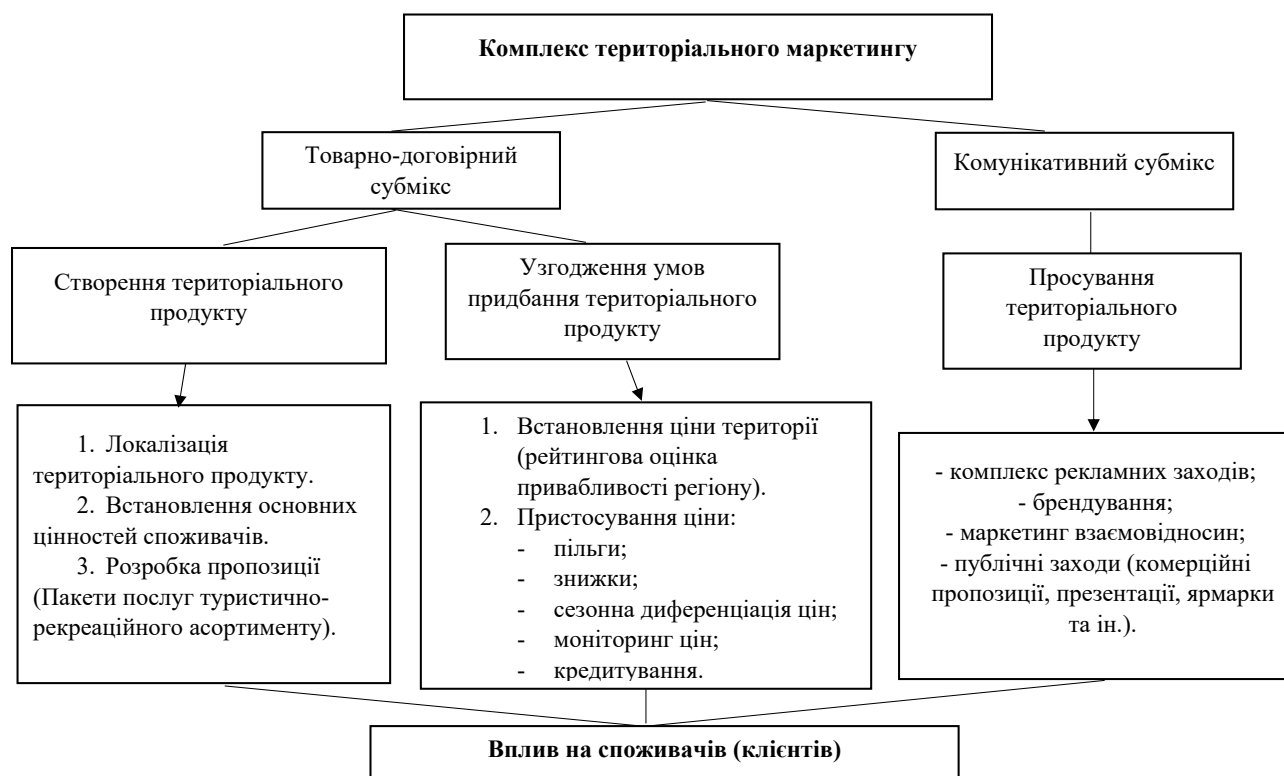 Комплекс територіального маркетингу
Товарно-договірний
субмікс
Комунікативний субмікс
Створення територіального
продукту
Узгодження умов
придбання територіального
продукту
Просування
територіального
продукту
1. Локалізація
територіального продукту.
2. Встановлення основних
цінностей споживачів.
3. Розробка пропозиції
(Пакети послуг туристично-
рекреаційного асортименту).
1. Встановлення ціни території
(рейтингова оцінка
привабливості регіону).
2. Пристосування ціни:
- пільги;
- знижки;
- сезонна диференціація цін;
- моніторинг цін;
- кредитування.
- комплекс рекламних заходів;
- брендування;
- маркетинг взаємовідносин;
- публічні заходи (комерційні
пропозиції, презентації, ярмарки
та ін.).
Вплив на споживачів (клієнтів)